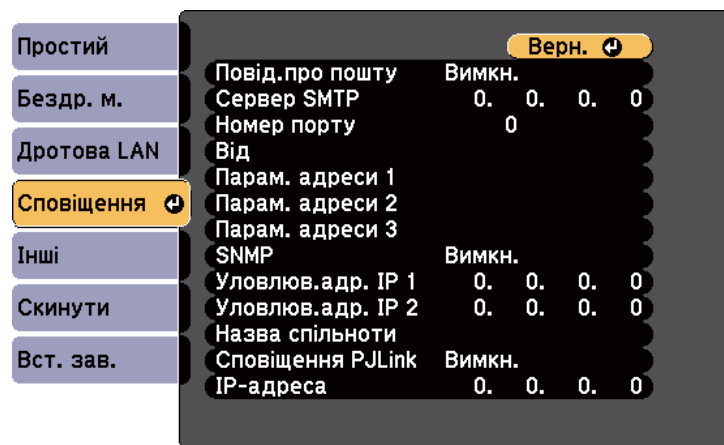 Простий
Бездр. м.
Дротова LAN
Сповіщення
Інші
Скинути
Вст. зав.
Верн.
Повід.про пошту Вимкн.
Сервер SMTP 0. 0. 0. 0
Номер порту 0
Від
Парам. адреси 1
Парам. адреси 2
Парам. адреси 3
SNMP Вимкн.
Уловлюв.адр. IP 1 0. 0. 0. 0
Уловлюв.адр. IP 2 0. 0. 0. 0
Назва спільноти
Сповіщення PJLink Вимкн.
IP-адреса 0. 0. 0. 0